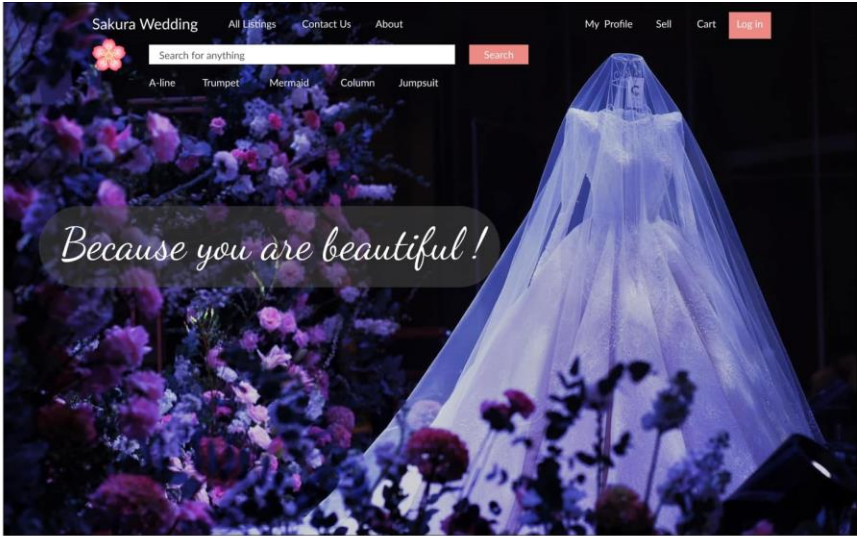 Sakura Wedding All Listings Contact Us About My Profile Sell Cart Log in
Search for anything Search
A-line Trumpet Mermaid Column Jumpsuit
C
Because you are beautiful !